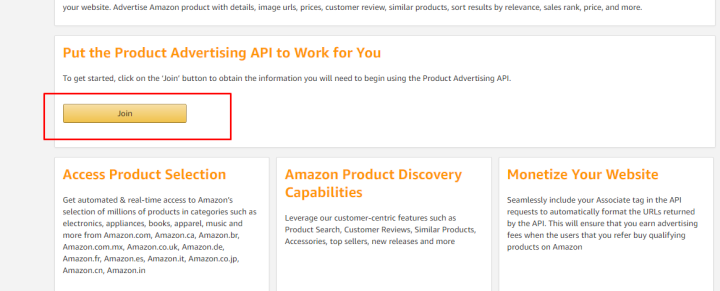 your website. Advertise Amazon product with details, image urls, prices, customer review, similar products, sort results by relevance, sales rank, price, and more.
Put the Product Advertising API to Work for You
To get started, click on the 'Join' button to obtain the information you will need to begin using the Product Advertising API.
Join
Access Product Selection
Get automated & real-time access to Amazon's
selection of millions of products in categories such as
electronics, appliances, books, apparel, music and
more from Amazon.com, Amazon.ca, Amazon.br,
Amazon.com.mx, Amazon.co.uk, Amazon.de,
Amazon.fr, Amazon.es, Amazon.it, Amazon.co.jp,
Amazon.cn, Amazon.in
Amazon Product Discovery
Capabilities
Leverage our customer-centric features such as
Product Search, Customer Reviews, Similar Products,
Accessories, top sellers, new releases and more
Monetize Your Website
Seamlessly include your Associate tag in the API
requests to automatically format the URLs returned
by the API. This will ensure that you earn advertising
fees when the users that you refer buy qualifying
products on Amazon